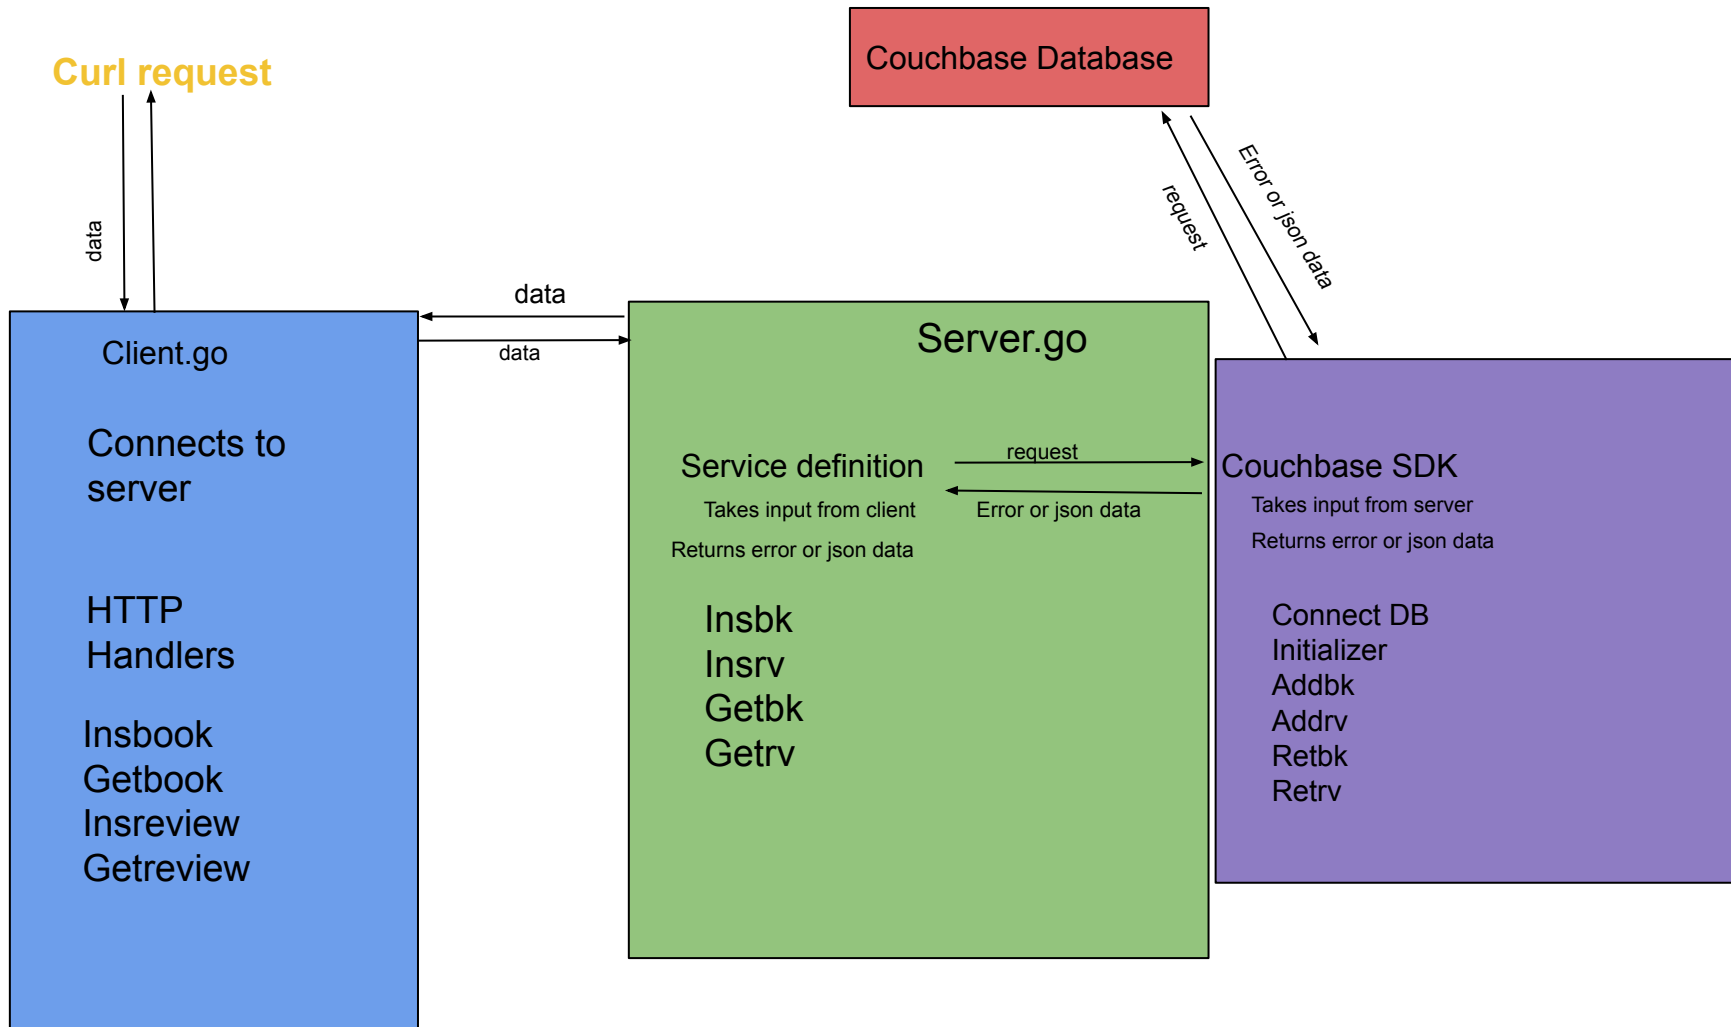 Curl request
Couchbase Database
data
request
Error or json data
data
data
Client.go
Connects to
server
HTTP
Handlers
Insbook
Getbook
Insreview
Getreview
Server.go
Service definition
Takes input from client
Returns error or json data
request
Error or json data
Insbk
Insrv
Getbk
Getrv
Couchbase SDK
Takes input from server
Returns error or json data
Connect DB
Initializer
Addbk
Addrv
Retbk
Retrv